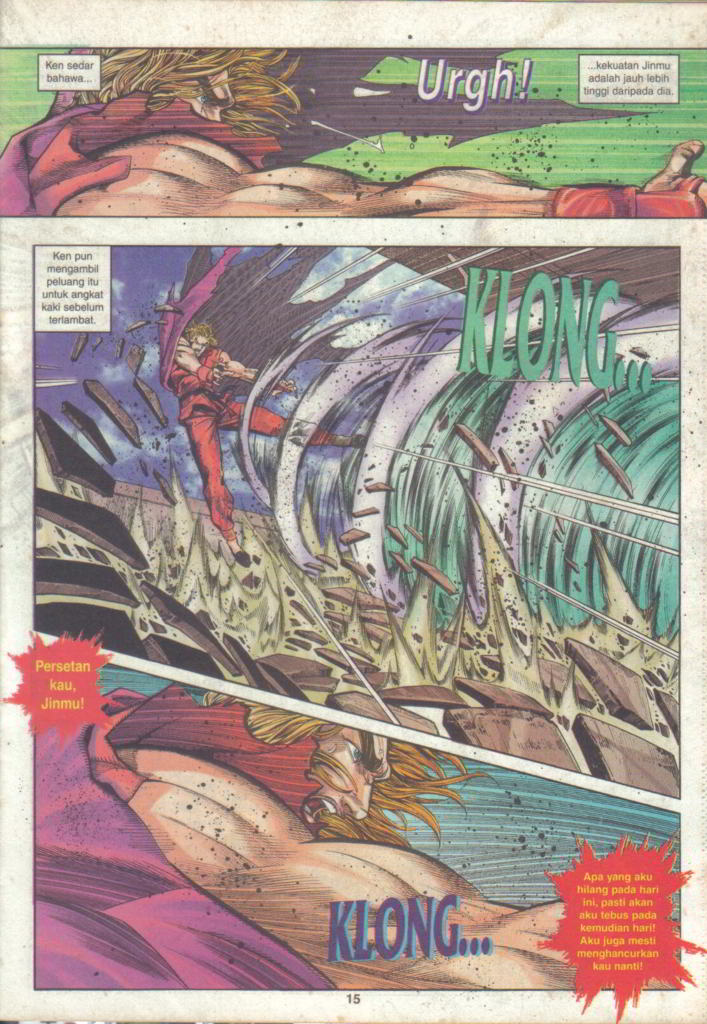 Ken sedar
bahawa...
Urgh!
...kekuatan Jinmu
adalah jauh lebih
tinggi daripada dia.
Ken pun
mengambil
peluang itu
untuk angkat
kaki sebelum
terlambat.
KLONG...
Persetan
kau,
Jinmu!
KLONG...
Apa yang aku
hilang pada hari
ini, pasti akan
aku tebus pada
kemudian hari!
Aku juga mesti
menghancurkan
kau nanti!
15